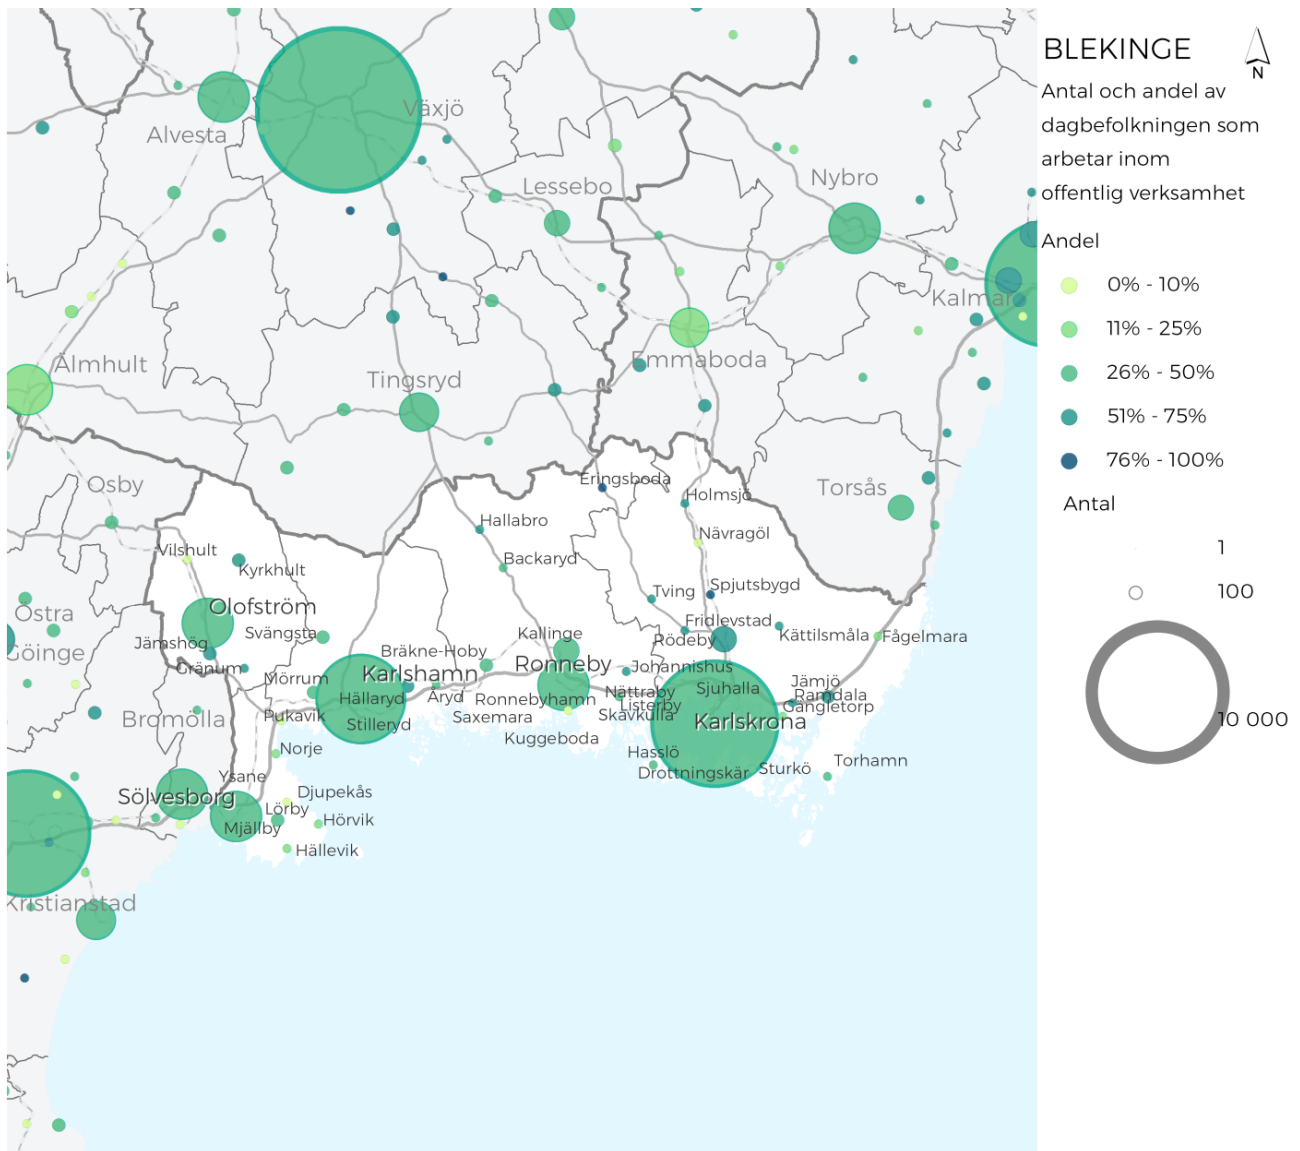 BLEKINGE
N
Antal och andel av
dagbefolkningen som
arbetar inom
offentlig verksamhet
Andel
0% - 10%
11% - 25%
26% - 50%
51% - 75%
76% - 100%
Antal
1
100
10 000
Växjö
Alvesta
Lessebo
Nybro
Kalmar
Emmaboda
Älmhult
Tingsryd
Osby
Torsås
Eringsboda
Holmsjö
Hallabro
Nävragöl
Vilshult
Backaryd
Kyrkhult
Tving
Spjutsbygd
Olofström
Östra
Göinge
Fridlevstad
Svängsta
Kallinge
Kättilsmåla
Fågelmara
Jämshög
Rödeby
Bräkne-Hoby
Ronneby
Johannishus
Gränum
Karlshamn
Mörrum
Jämjö
Sjuhalla
Nättraby
Ramdala
Hällaryd
Åryd
Ronnebyhamn
Listerby
Gängletorp
Pukavik
Saxemara
Skavkulla
Bromölla
Stilleryd
Karlskrona
Kuggeboda
Norje
Hasslö
Torhamn
Drottningskär
Sturkö
Ysane
Djupekås
Sölvesborg
Lörby
Hörvik
Mjällby
Hällevik
Kristianstad